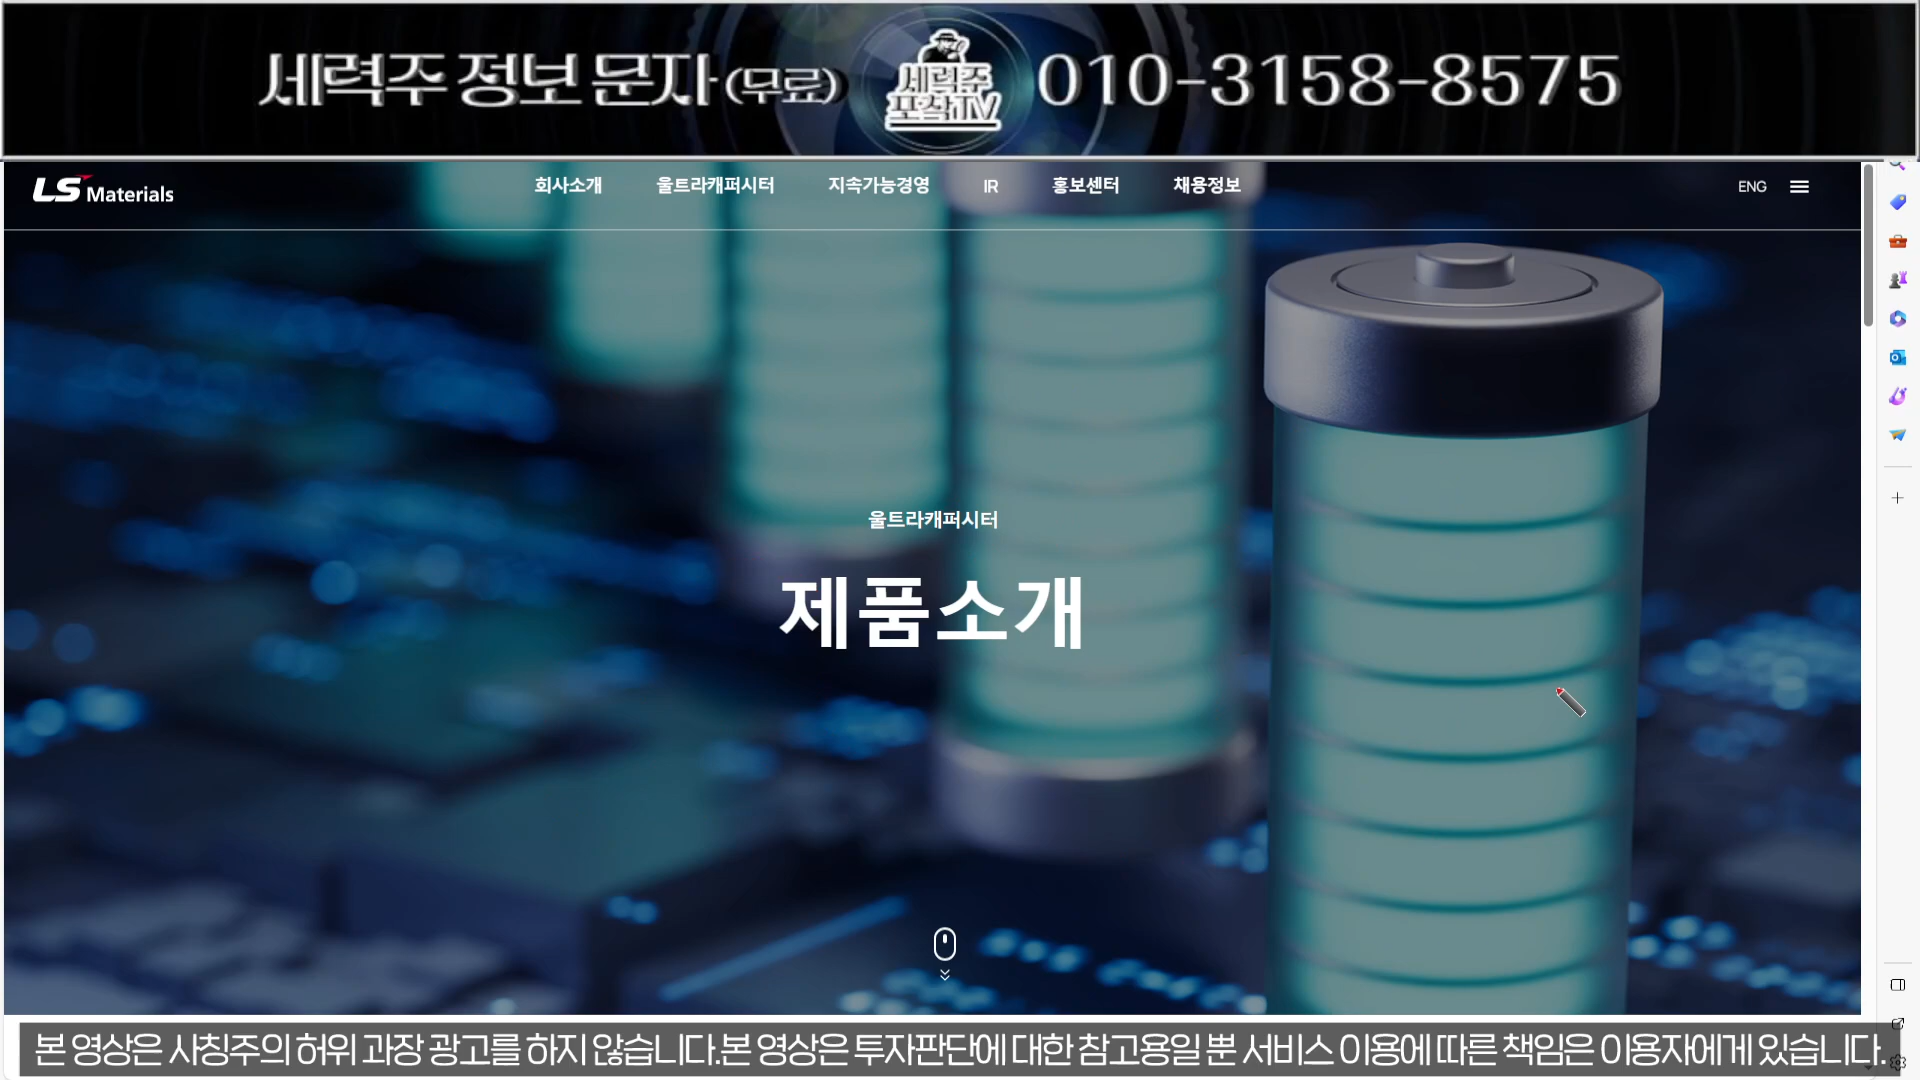 세력주 정보 문자 (무료) 세력주 포착TV 010-3158-8575
LS Materials 회사소개 울트라캐퍼시터 지속가능경영 IR 홍보센터 채용정보 ENG
울트라캐퍼시터
제품소개
본 영상은 사칭주의 허위 과장 광고를 하지 않습니다.본 영상은 투자판단에 대한 참고용일 뿐 서비스 이용에 따른 책임은 이용자에게 있습니다.